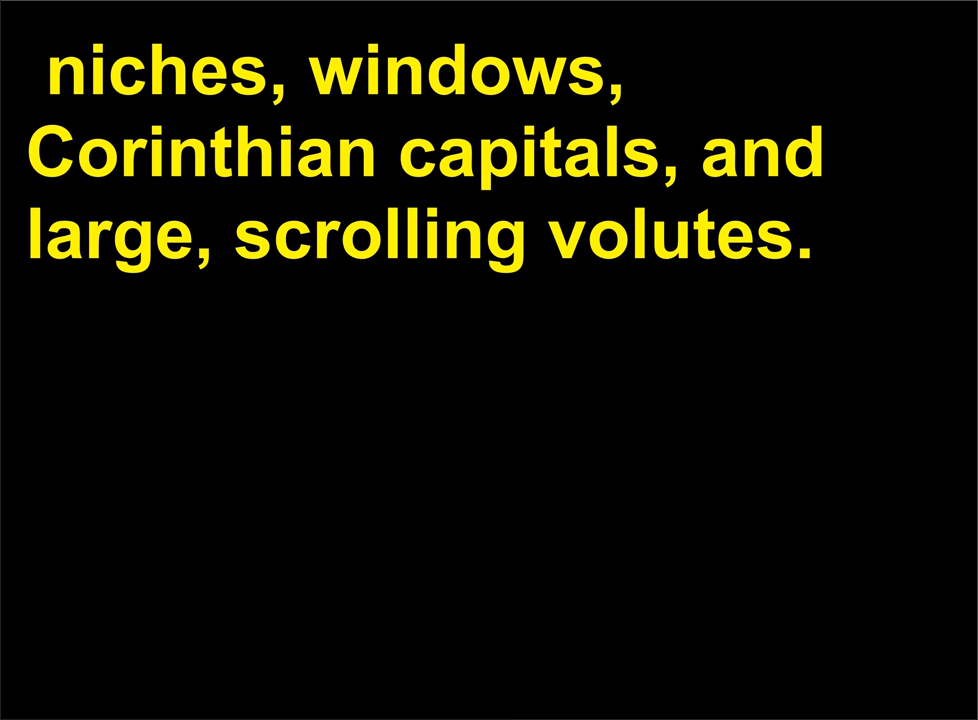 niches, windows,
Corinthian capitals, and
large, scrolling volutes.